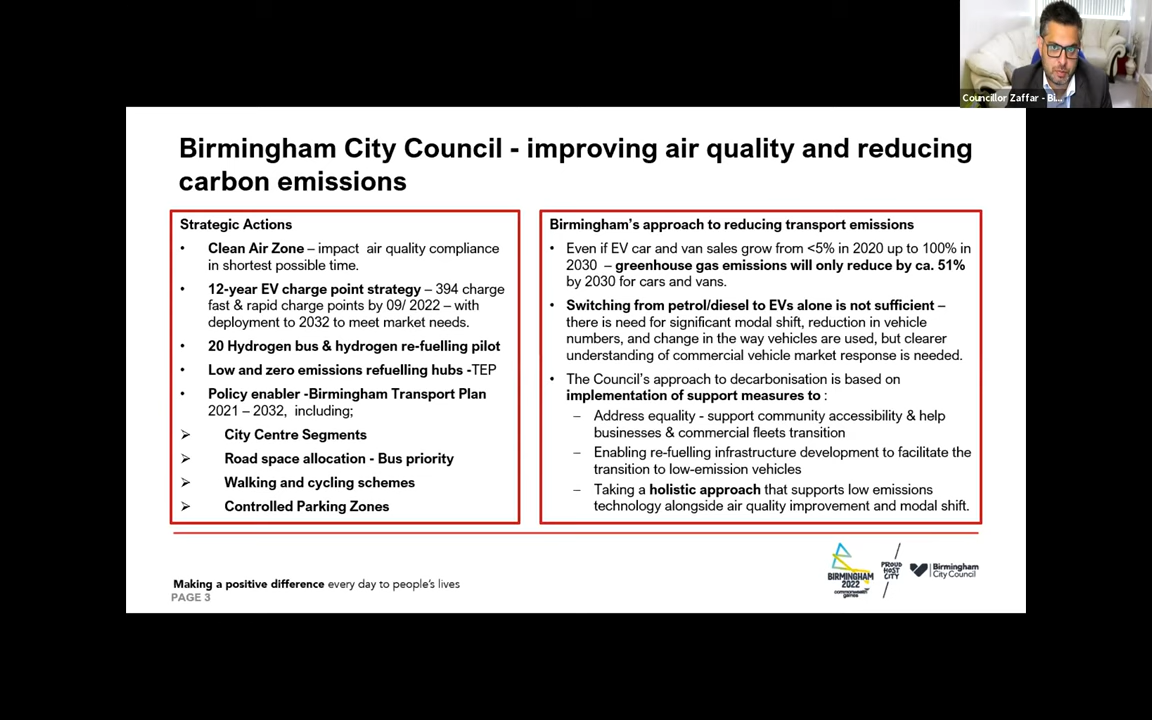 Councillor Zaffar - Bi...
Birmingham City Council - improving air quality and reducing
carbon emissions
Strategic Actions
• Clean Air Zone – impact air quality compliance
in shortest possible time.
• 12-year EV charge point strategy – 394 charge
fast & rapid charge points by 09/ 2022 – with
deployment to 2032 to meet market needs.
• 20 Hydrogen bus & hydrogen re-fuelling pilot
• Low and zero emissions refuelling hubs -TEP
• Policy enabler -Birmingham Transport Plan
2021 – 2032, including;
➢ City Centre Segments
➢ Road space allocation - Bus priority
➢ Walking and cycling schemes
➢ Controlled Parking Zones
Birmingham's approach to reducing transport emissions
• Even if EV car and van sales grow from <5% in 2020 up to 100% in
2030 – greenhouse gas emissions will only reduce by ca. 51%
by 2030 for cars and vans.
• Switching from petrol/diesel to EVs alone is not sufficient –
there is need for significant modal shift, reduction in vehicle
numbers, and change in the way vehicles are used, but clearer
understanding of commercial vehicle market response is needed.
• The Council's approach to decarbonisation is based on
implementation of support measures to :
– Address equality - support community accessibility & help
businesses & commercial fleets transition
– Enabling re-fuelling infrastructure development to facilitate the
transition to low-emission vehicles
– Taking a holistic approach that supports low emissions
technology alongside air quality improvement and modal shift.
Making a positive difference every day to people's lives
PAGE 3
BIRMINGHAM
2022
commonwealth
games
PROUD
HOST
CITY
Birmingham
City Council